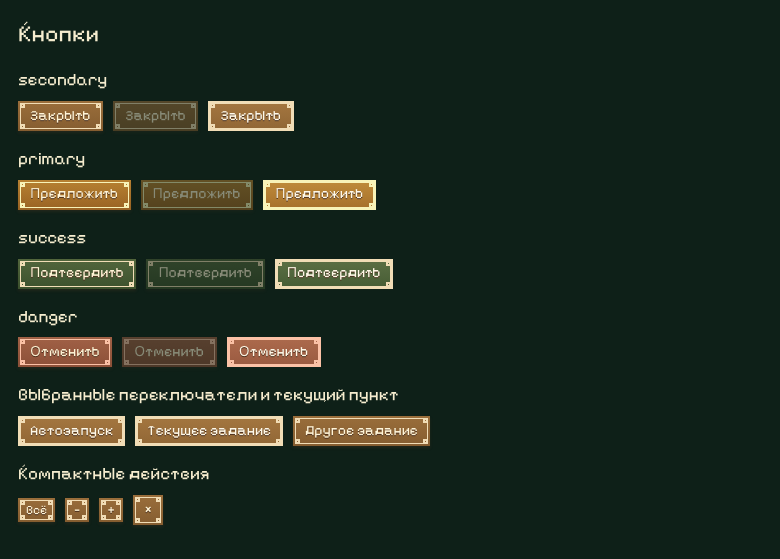 Кнопки
secondary
Закрыть Закрыть Закрыть
primary
Предложить Предложить Предложить
success
Подтвердить Подтвердить Подтвердить
danger
Отменить Отменить Отменить
Выбранные переключатели и текущий пункт
Автозапуск Текущее задание Другое задание
Компактные действия
Всё - + ×